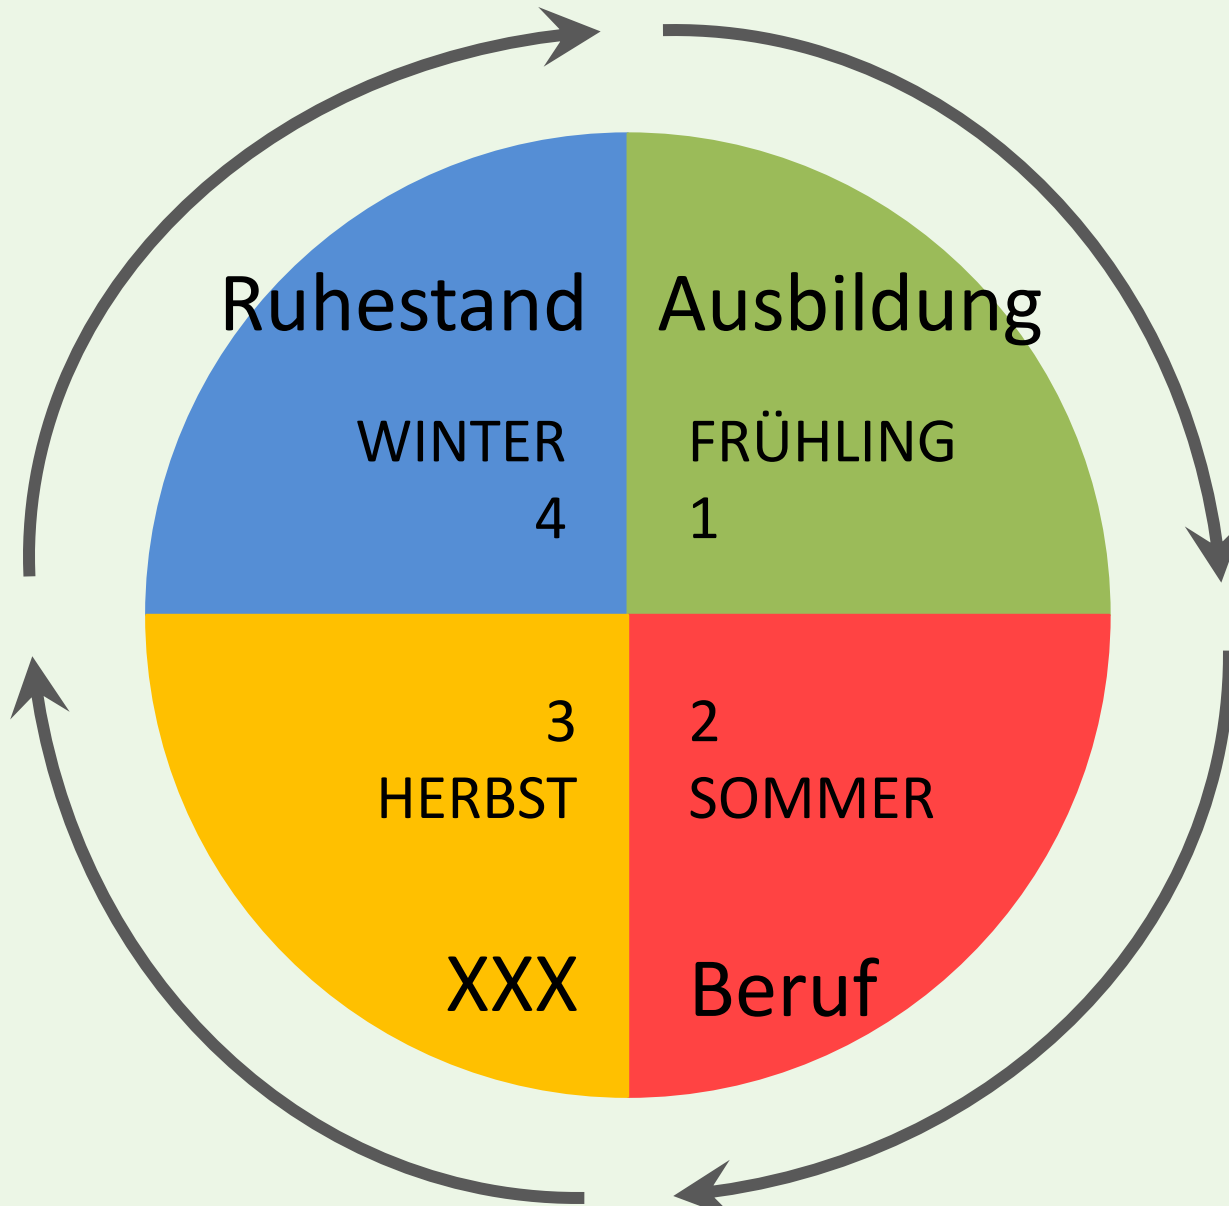 Ruhestand
WINTER
4
Ausbildung
FRÜHLING
1
3
HERBST
XXX
2
SOMMER
Beruf